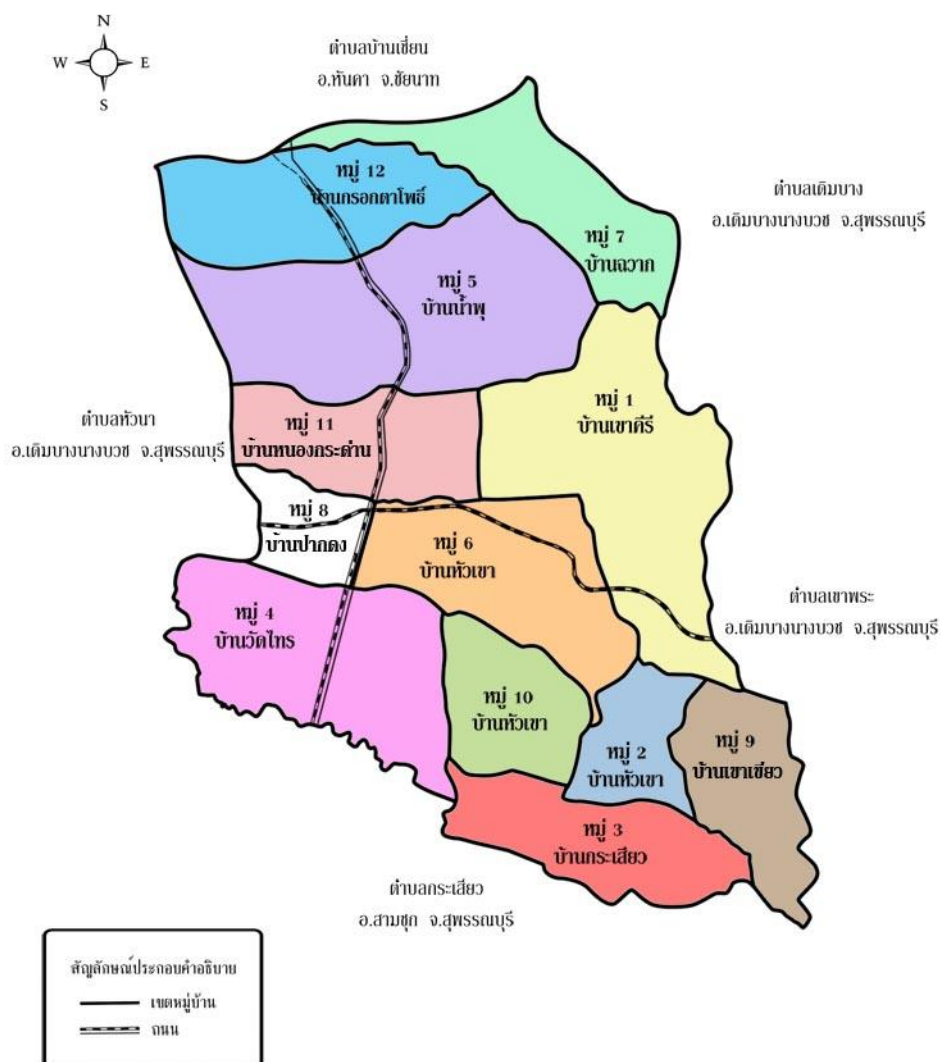 N
W E
S
ตำบลบ้านเชี่ยน
อ.หันคา จ.ชัยนาท
ตำบลเดิมบาง
อ.เดิมบางนางบวช จ.สุพรรณบุรี
หมู่ 12
บ้านกรอกตาโพธิ์
หมู่ 7
บ้านฉวาก
หมู่ 5
บ้านน้ำพุ
หมู่ 1
บ้านเขาคีรี
ตำบลหัวนา
อ.เดิมบางนางบวช จ.สุพรรณบุรี
หมู่ 11
บ้านหนองกระด่าน
หมู่ 8
บ้านปากดง
หมู่ 6
บ้านหัวเขา
ตำบลเขาพระ
อ.เดิมบางนางบวช จ.สุพรรณบุรี
หมู่ 4
บ้านวัดไทร
หมู่ 10
บ้านหัวเขา
หมู่ 2
บ้านหัวเขา
หมู่ 9
บ้านเขาเขียว
หมู่ 3
บ้านกระเสียว
ตำบลกระเสียว
อ.สามชุก จ.สุพรรณบุรี
สัญลักษณ์ประกอบคำอธิบาย
เขตหมู่บ้าน
ถนน